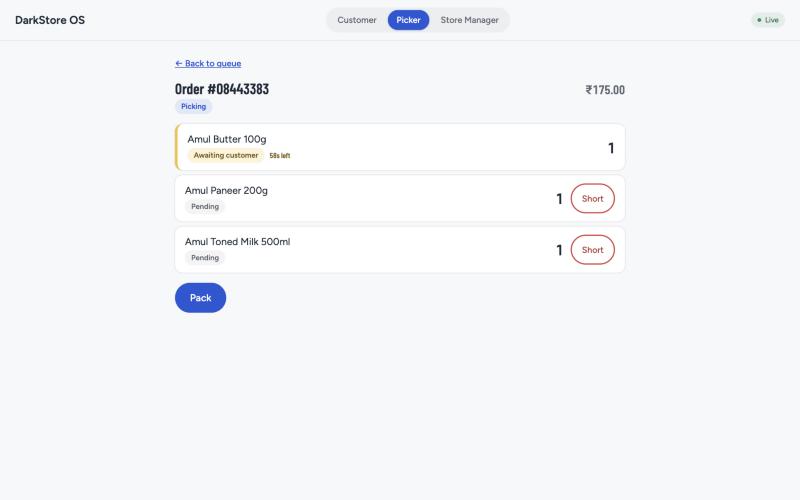 DarkStore OS
Customer
Picker
Store Manager
Live
← Back to queue
Order #08443383
₹175.00
Picking
Amul Butter 100g
Awaiting customer
58s left
1
Amul Paneer 200g
Pending
1
Short
Amul Toned Milk 500ml
Pending
1
Short
Pack